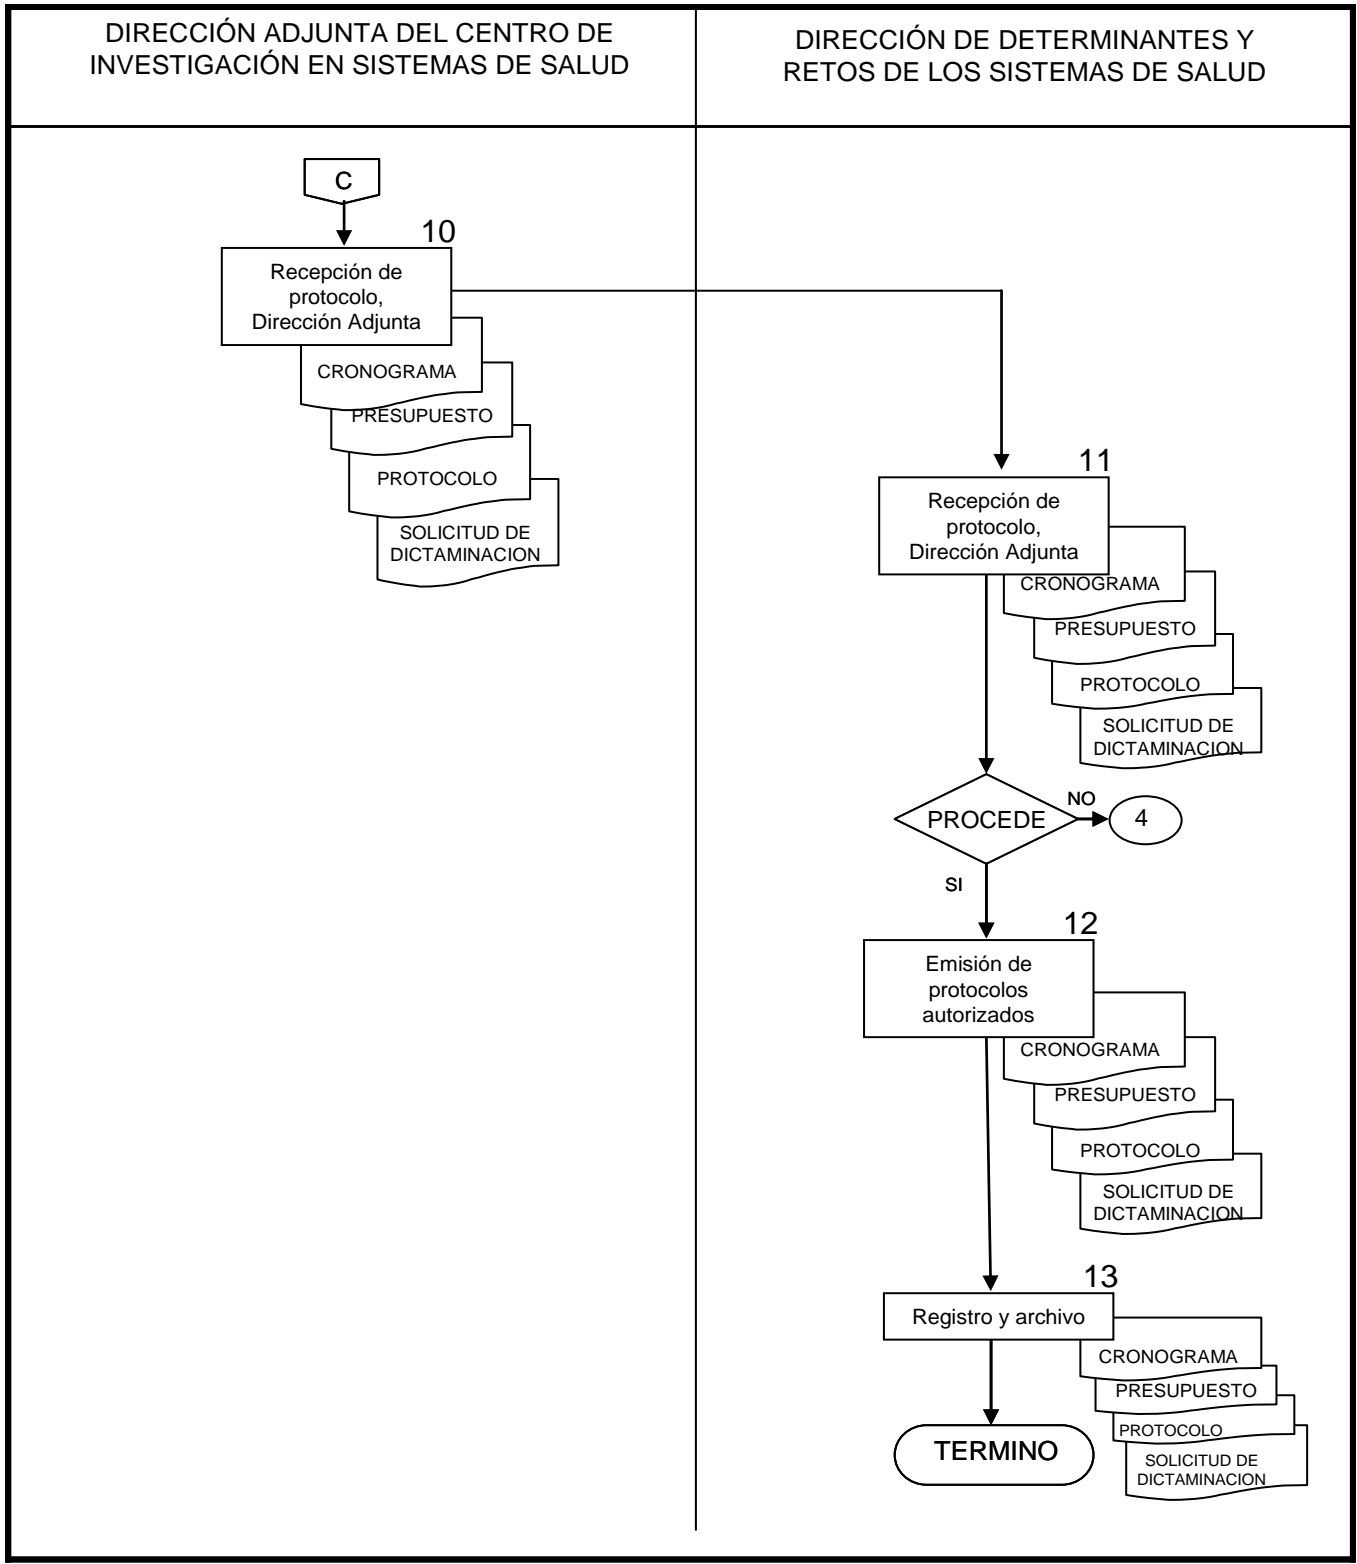 DIRECCIÓN ADJUNTA DEL CENTRO DE
INVESTIGACIÓN EN SISTEMAS DE SALUD
DIRECCIÓN DE DETERMINANTES Y
RETOS DE LOS SISTEMAS DE SALUD
C
10
Recepción de
protocolo,
Dirección Adjunta
CRONOGRAMA
PRESUPUESTO
PROTOCOLO
SOLICITUD DE
DICTAMINACION
11
Recepción de
protocolo,
Dirección Adjunta
CRONOGRAMA
PRESUPUESTO
PROTOCOLO
SOLICITUD DE
DICTAMINACION
PROCEDE
NO
4
SI
12
Emisión de
protocolos
autorizados
CRONOGRAMA
PRESUPUESTO
PROTOCOLO
SOLICITUD DE
DICTAMINACION
13
Registro y archivo
CRONOGRAMA
PRESUPUESTO
PROTOCOLO
SOLICITUD DE
DICTAMINACION
TERMINO